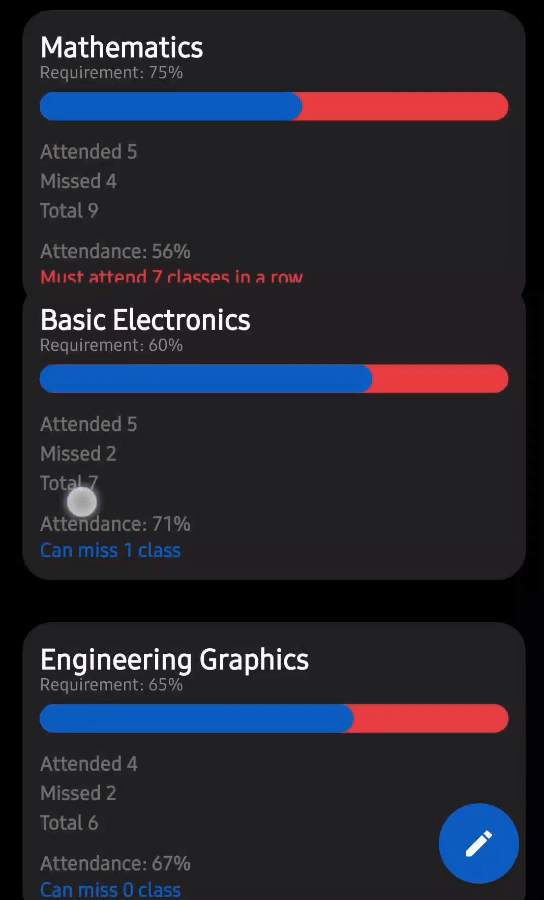 Mathematics
Requirement: 75%
Attended 5
Missed 4
Total 9
Attendance: 56%
Must attend 7 classes in a row
Basic Electronics
Requirement: 60%
Attended 5
Missed 2
Total 7
Attendance: 71%
Can miss 1 class
Engineering Graphics
Requirement: 65%
Attended 4
Missed 2
Total 6
Attendance: 67%
Can miss 0 class